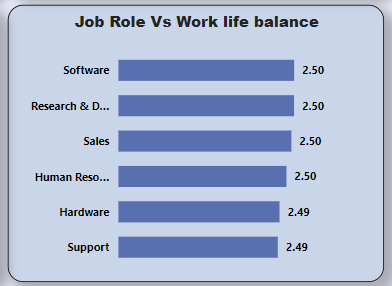 Job Role Vs Work life balance
Software 2.50
Research & D... 2.50
Sales 2.50
Human Reso... 2.50
Hardware 2.49
Support 2.49